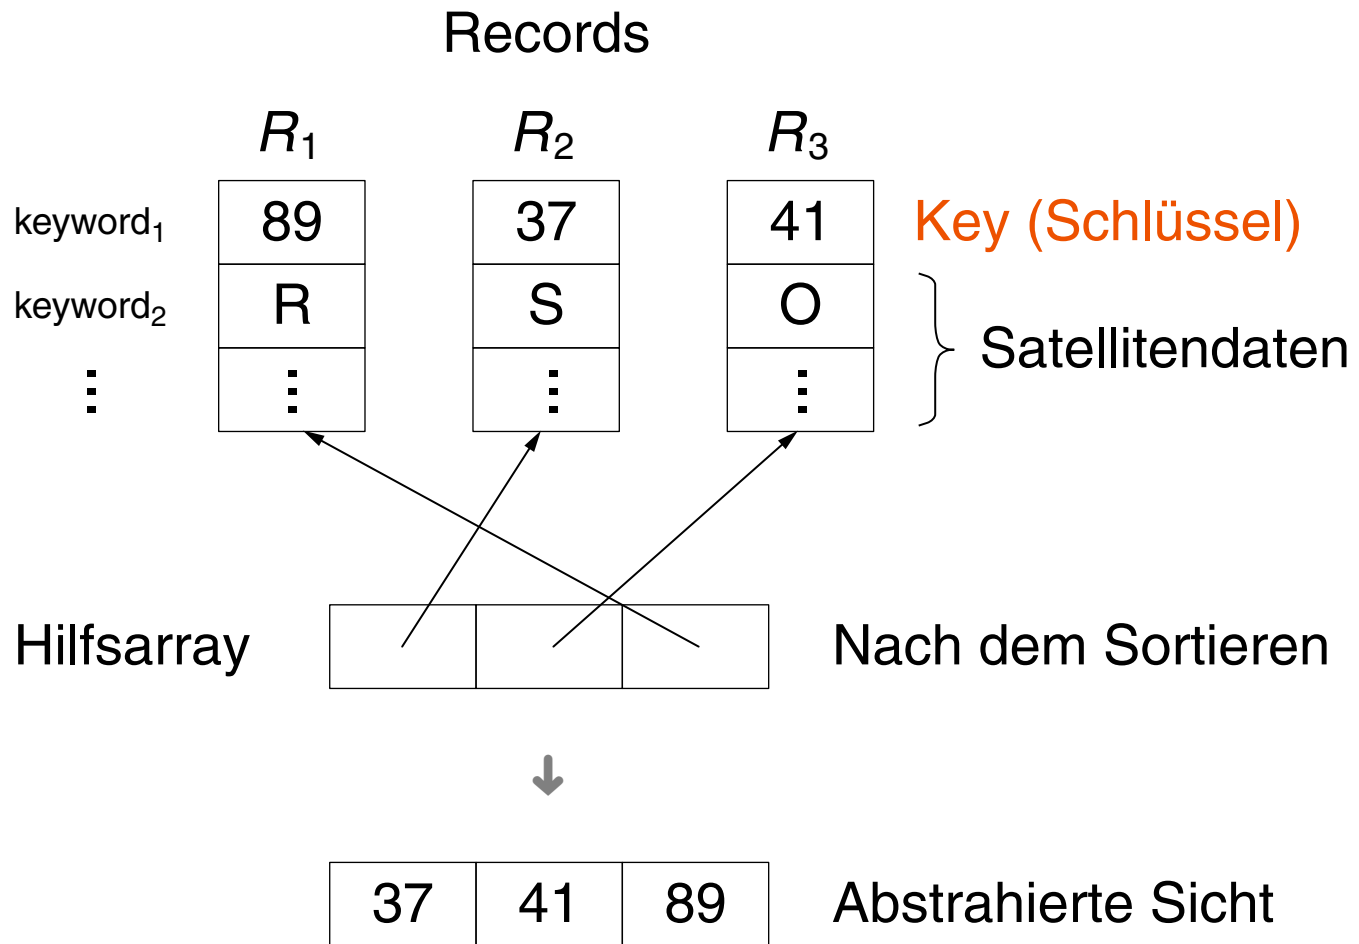 Records
R₁ R₂ R₃
keyword₁ 89 37 41 Key (Schlüssel)
keyword₂ R S O
Satellitendaten
⋮ ⋮ ⋮ ⋮
Hilfsarray Nach dem Sortieren
37 41 89 Abstrahierte Sicht